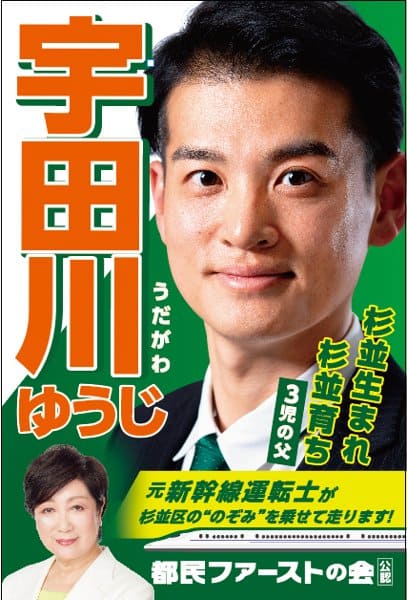 宇田川
うだがわ
ゆうじ
杉並生まれ
杉並育ち
3児の父
元 新幹線運転士が
杉並区の“のぞみ”を乗せて走ります!
都民ファーストの会 公認